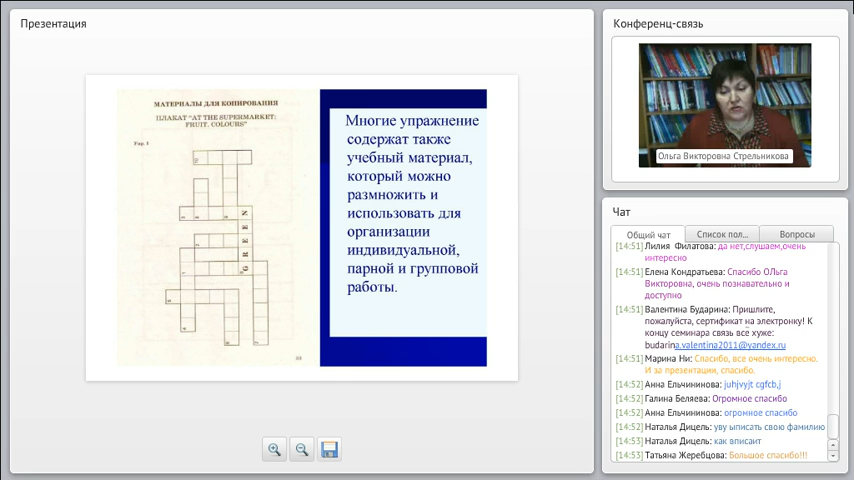 Презентация
МАТЕРИАЛЫ ДЛЯ КОПИРОВАНИЯ
ПЛАКАТ "AT THE SUPERMARKET:
FRUIT. COLOURS"
GREEN
Многие упражнение
содержат также
учебный материал,
который можно
размножить и
использовать для
организации
индивидуальной,
парной и групповой
работы.
Конференц-связь
Ольга Викторовна Стрельникова
Чат
Общий чат
Список пол...
Вопросы
[14:51] Лилия Филатова: да нет,слушаем,очень
интересно
[14:51] Елена Кондратьева: Спасибо ОЛьга
Викторовна, очень познавательно и
доступно
[14:51] Валентина Бударина: Пришлите,
пожалуйста, сертификат на электронку! К
концу семинара связь всё хуже:
budarina.valentina2011@yandex.ru
[14:51] Марина Ни: Спасибо, все очень интересно.
И за презентации, спасибо.
[14:52] Анна Ельчининова: juhjvyjt cgfcb,j
[14:52] Галина Беляева: Огромное спасибо
[14:52] Анна Ельчининова: огромное спасибо
[14:52] Наталья Дицель: уву ыписать свою фамилию
[14:53] Наталья Дицель: как вписаит
[14:53] Татьяна Жеребцова: Большое спасибо!!!